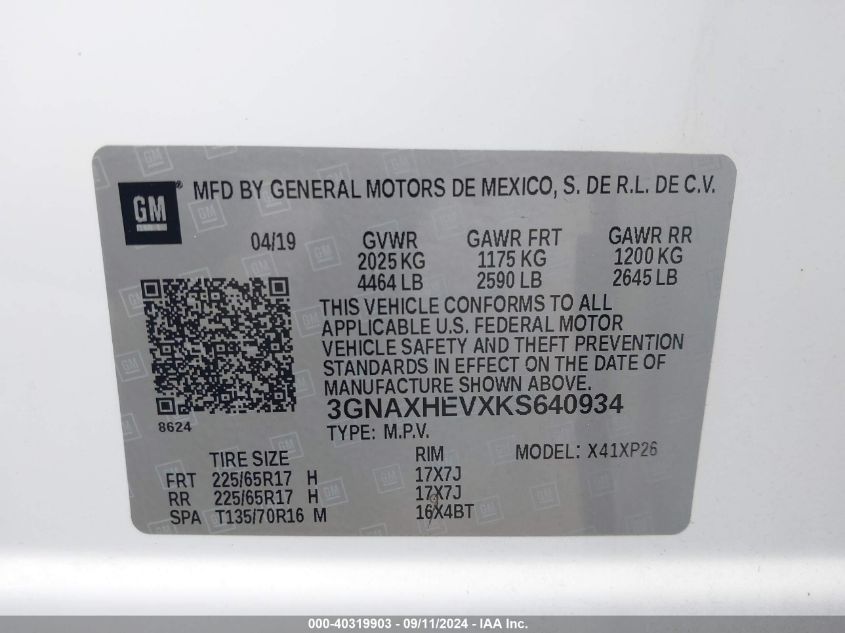 GM ® MFD BY GENERAL MOTORS DE MEXICO, S. DE R.L. DE C.V.
04/19 GVWR GAWR FRT GAWR RR
2025 KG 1175 KG 1200 KG
4464 LB 2590 LB 2645 LB
THIS VEHICLE CONFORMS TO ALL
APPLICABLE U.S. FEDERAL MOTOR
VEHICLE SAFETY AND THEFT PREVENTION
STANDARDS IN EFFECT ON THE DATE OF
MANUFACTURE SHOWN ABOVE.
8624
3GNAXHEVXKS640934
TYPE: M.P.V.
TIRE SIZE RIM MODEL: X41XP26
FRT 225/65R17 H 17X7J
RR 225/65R17 H 17X7J
SPA T135/70R16 M 16X4BT
000-40319903 - 09/11/2024 - IAA Inc.